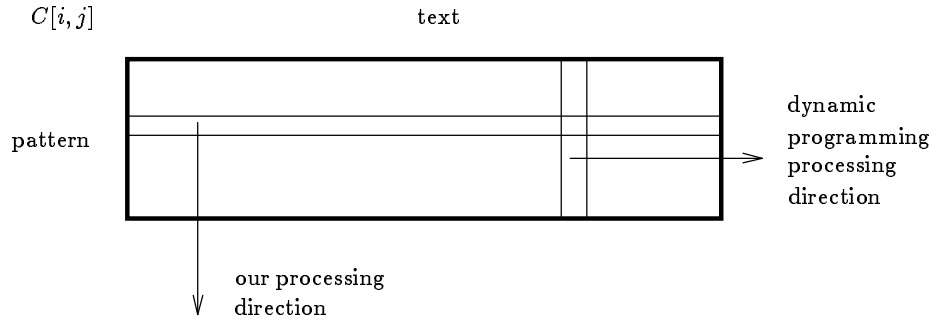 C[i, j]
text
pattern
dynamic
programming
processing
direction
our processing
direction